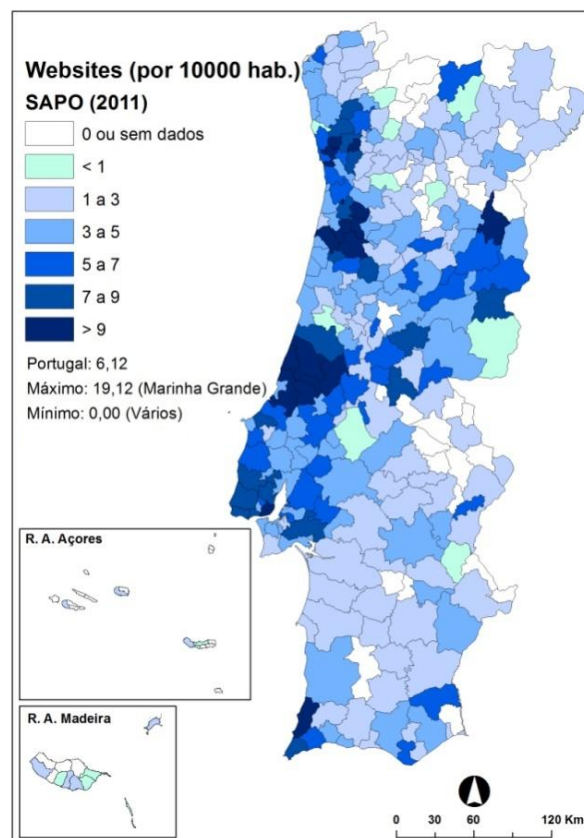 Websites (por 10000 hab.)
SAPO (2011)
0 ou sem dados
< 1
1 a 3
3 a 5
5 a 7
7 a 9
> 9
Portugal: 6,12
Máximo: 19,12 (Marinha Grande)
Mínimo: 0,00 (Vários)
R. A. Açores
R. A. Madeira
0 30 60 120 Km